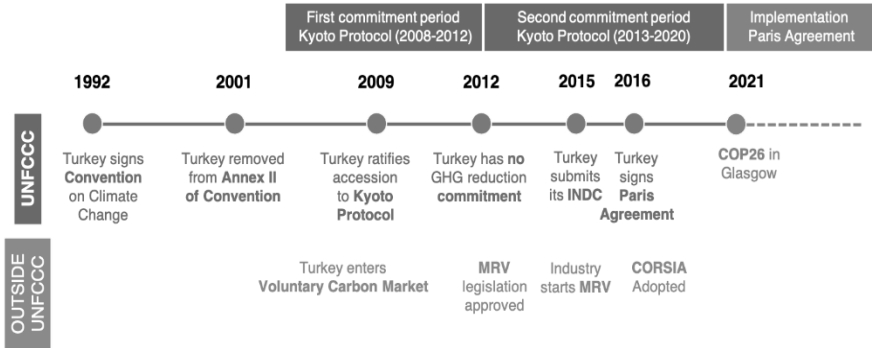 First commitment period
Kyoto Protocol (2008-2012)
Second commitment period
Kyoto Protocol (2013-2020)
Implementation
Paris Agreement
1992
2001
2009
2012
2015
2016
2021
UNFCCC
Turkey signs
Convention
on Climate
Change
Turkey removed
from Annex II
of Convention
Turkey ratifies
accession
to Kyoto
Protocol
Turkey has no
GHG reduction
commitment
Turkey
submits
its INDC
Turkey
signs
Paris
Agreement
COP26 in
Glasgow
OUTSIDE
UNFCCC
Turkey enters
Voluntary Carbon Market
MRV
legislation
approved
Industry
starts MRV
CORSIA
Adopted